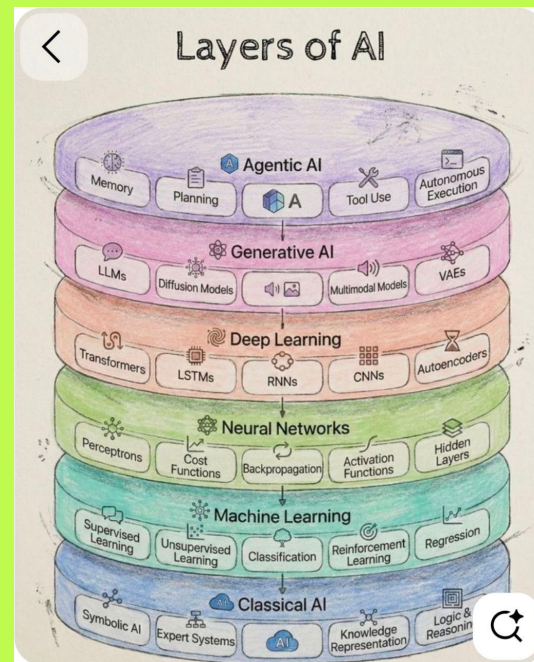 Layers of AI
Agentic AI
Memory
Planning
A
Tool Use
Autonomous
Execution
Generative AI
LLMs
Diffusion Models
Multimodal Models
VAEs
Deep Learning
Transformers
LSTMs
RNNs
CNNs
Autoencoders
Neural Networks
Perceptrons
Cost
Functions
Backpropagation
Activation
Functions
Hidden
Layers
Machine Learning
Supervised
Learning
Unsupervised
Learning
Classification
Reinforcement
Learning
Regression
AI
Classical AI
Symbolic AI
Expert Systems
AI
Knowledge
Representation
Logic &
Reasonin